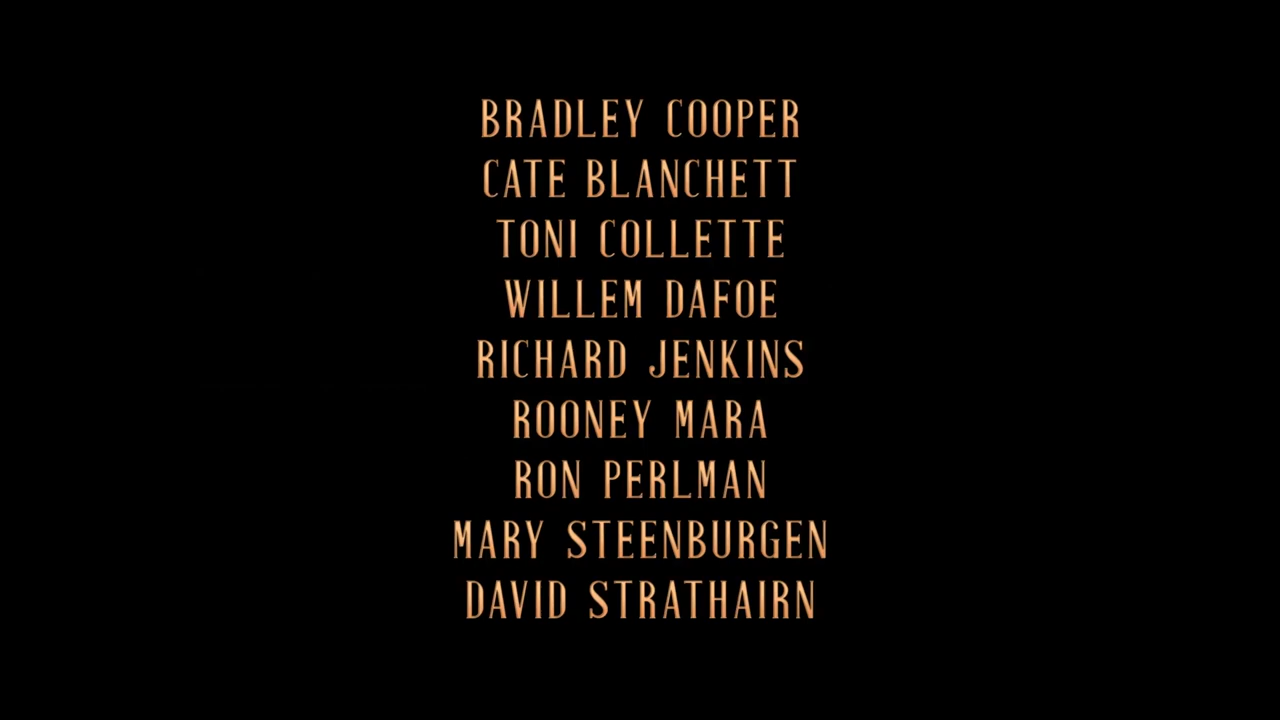 BRADLEY COOPER
CATE BLANCHETT
TONI COLLETTE
WILLEM DAFOE
RICHARD JENKINS
ROONEY MARA
RON PERLMAN
MARY STEENBURGEN
DAVID STRATHAIRN